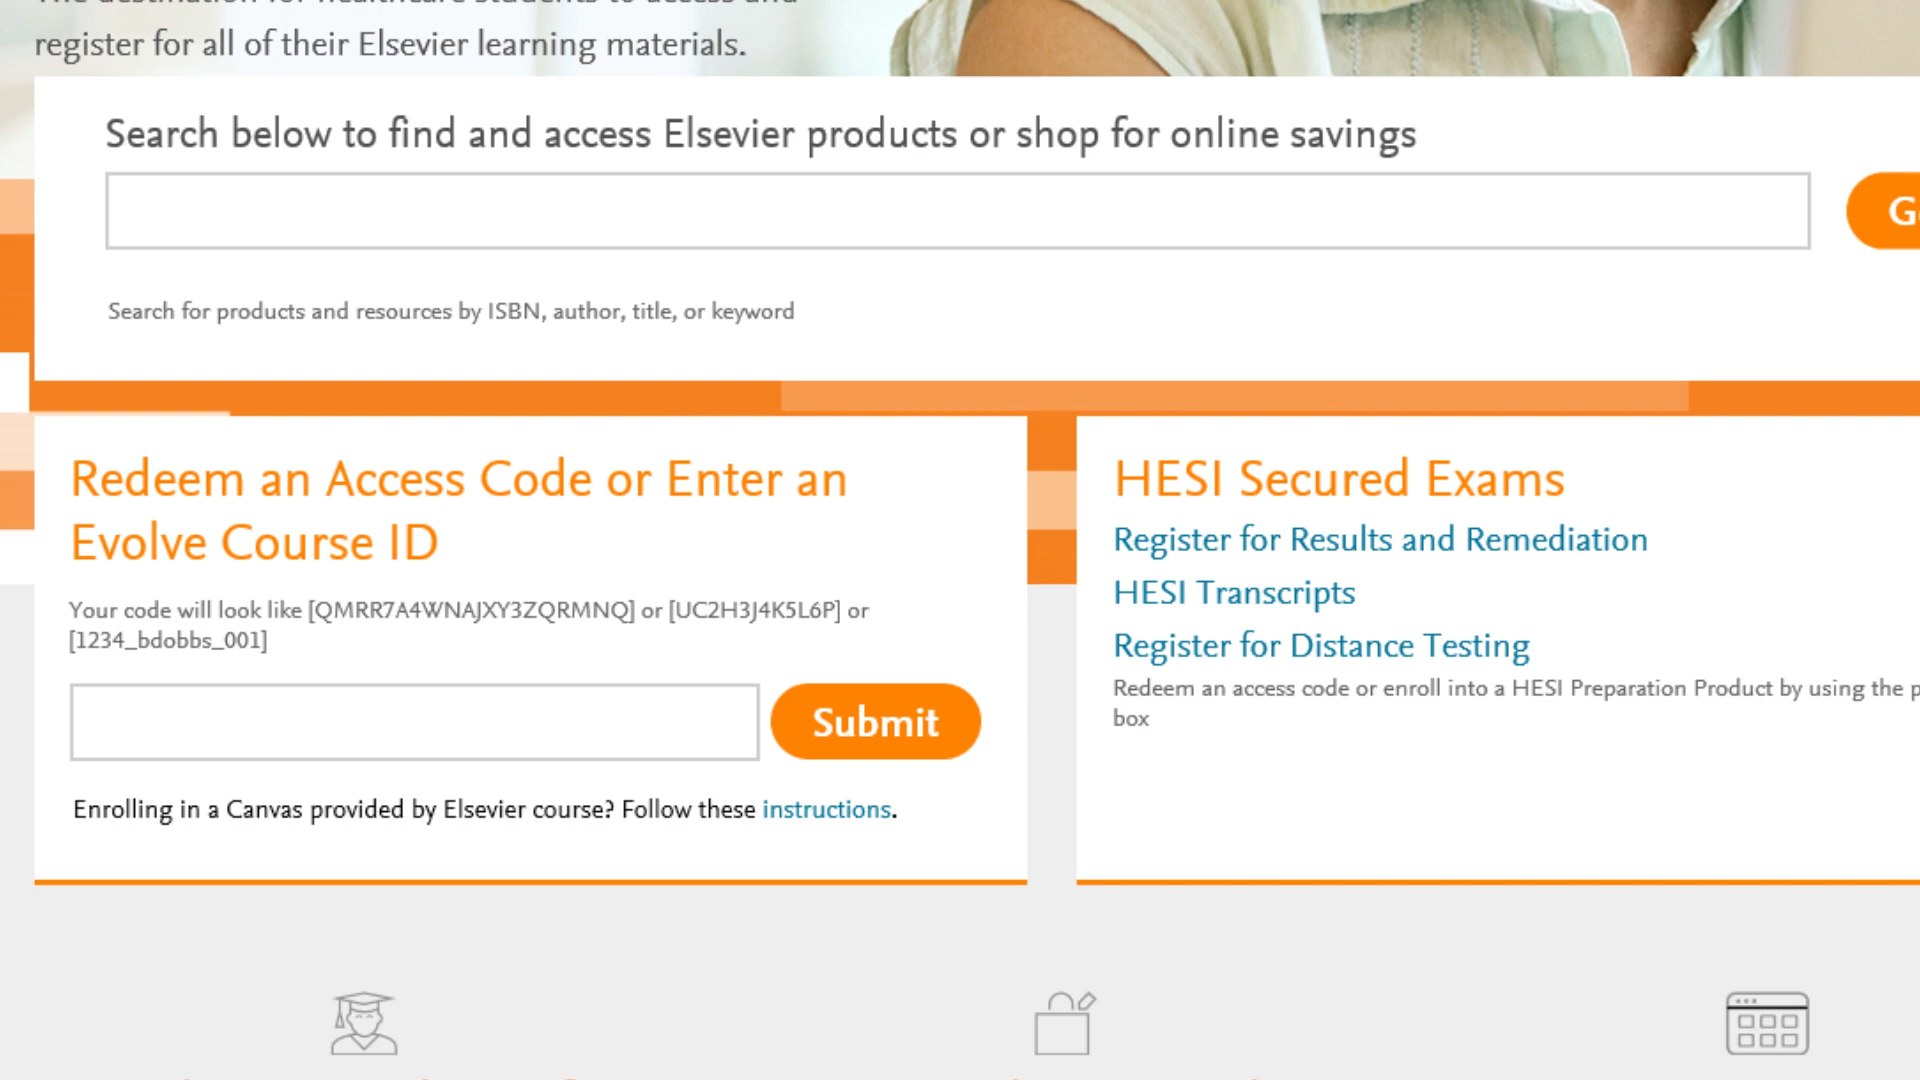 register for all of their Elsevier learning materials.
Search below to find and access Elsevier products or shop for online savings
Search for products and resources by ISBN, author, title, or keyword
Redeem an Access Code or Enter an
Evolve Course ID
Your code will look like [QMRR7A4WNAJXY3ZQRMNQ] or [UC2H3J4K5L6P] or
[1234_bdobbs_001]
Submit
Enrolling in a Canvas provided by Elsevier course? Follow these instructions.
HESI Secured Exams
Register for Results and Remediation
HESI Transcripts
Register for Distance Testing
Redeem an access code or enroll into a HESI Preparation Product by using the
box